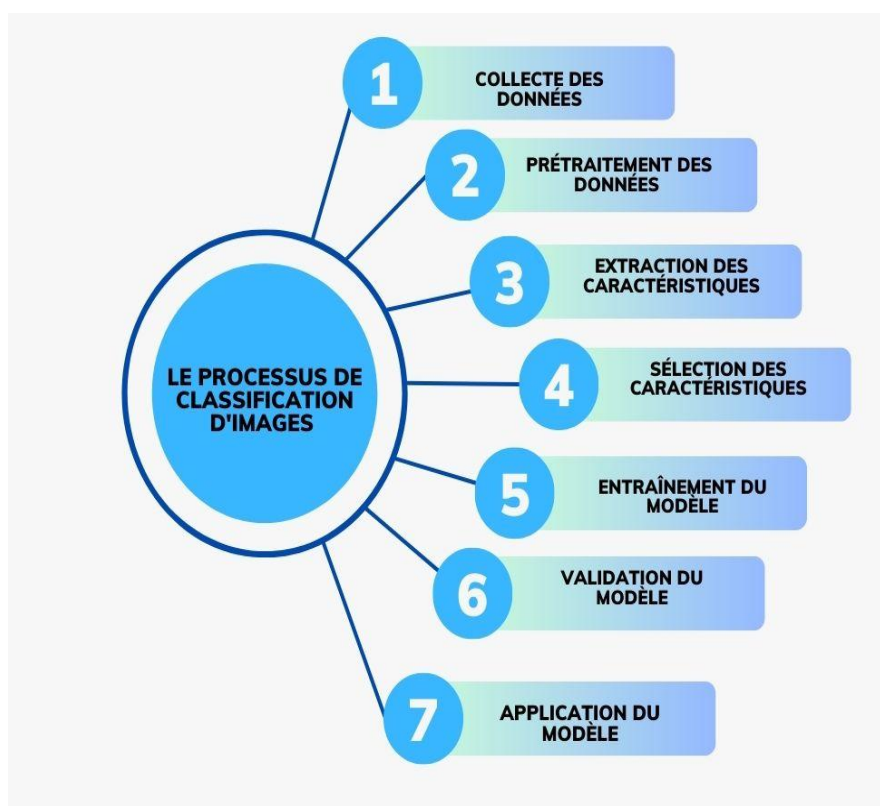 1
COLLECTE DES
DONNÉES
2
PRÉTRAITEMENT DES
DONNÉES
3
EXTRACTION DES
CARACTÉRISTIQUES
LE PROCESSUS DE
CLASSIFICATION
D'IMAGES
4
SÉLECTION DES
CARACTÉRISTIQUES
5
ENTRAÎNEMENT DU
MODÈLE
6
VALIDATION DU
MODÈLE
7
APPLICATION DU
MODÈLE